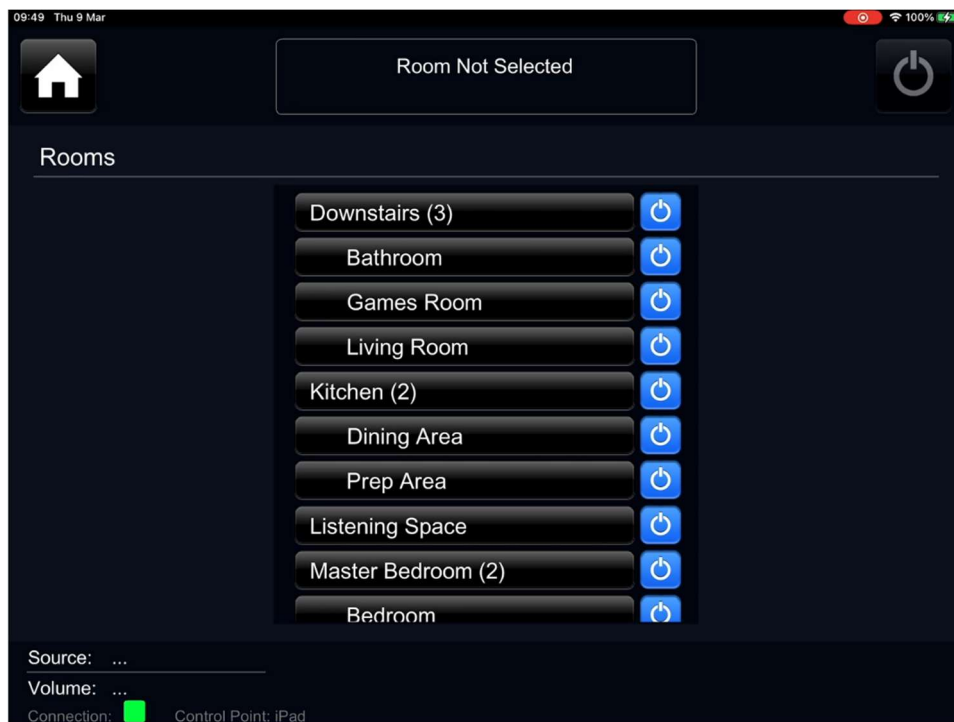 09:49 Thu 9 Mar
100%
Room Not Selected
Rooms
Downstairs (3)
Bathroom
Games Room
Living Room
Kitchen (2)
Dining Area
Prep Area
Listening Space
Master Bedroom (2)
Bedroom
Source: ...
Volume: ...
Connection: Control Point: iPad